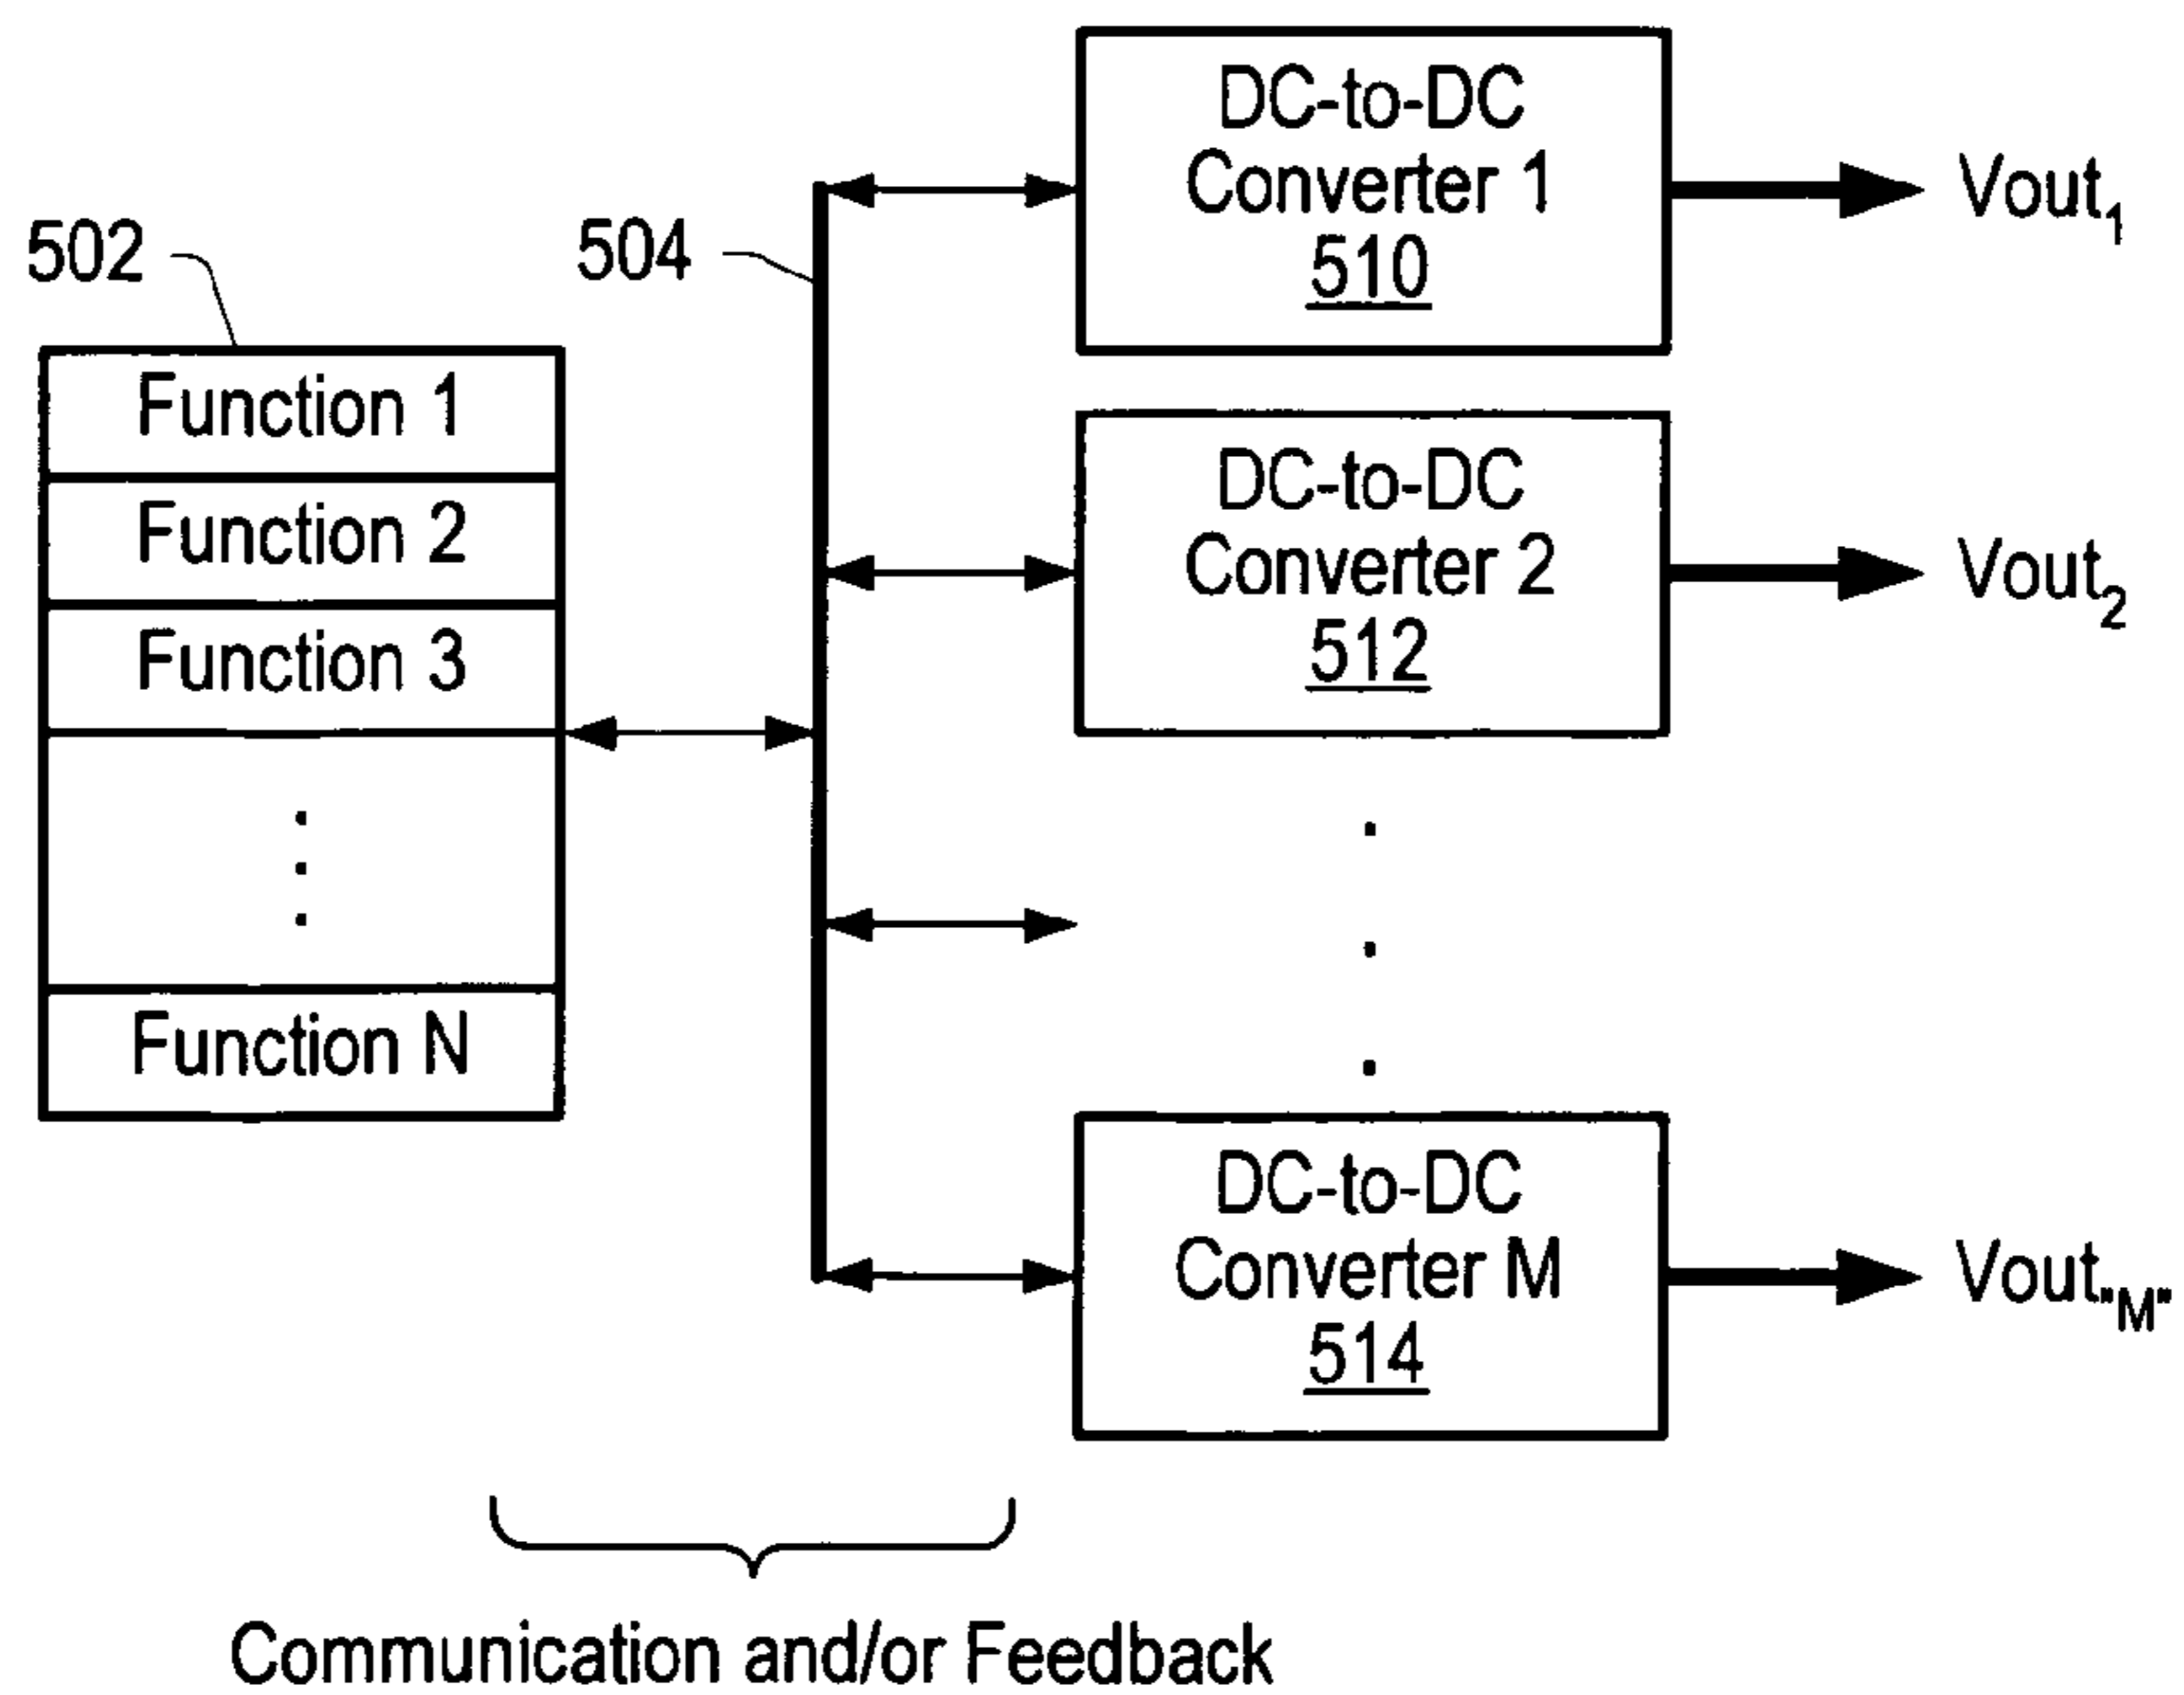 502
Function 1
Function 2
Function 3
Function N
504
DC-to-DC
Converter 1
510
Vout1
DC-to-DC
Converter 2
512
Vout2
DC-to-DC
Converter M
514
Vout"M"
Communication and/or Feedback